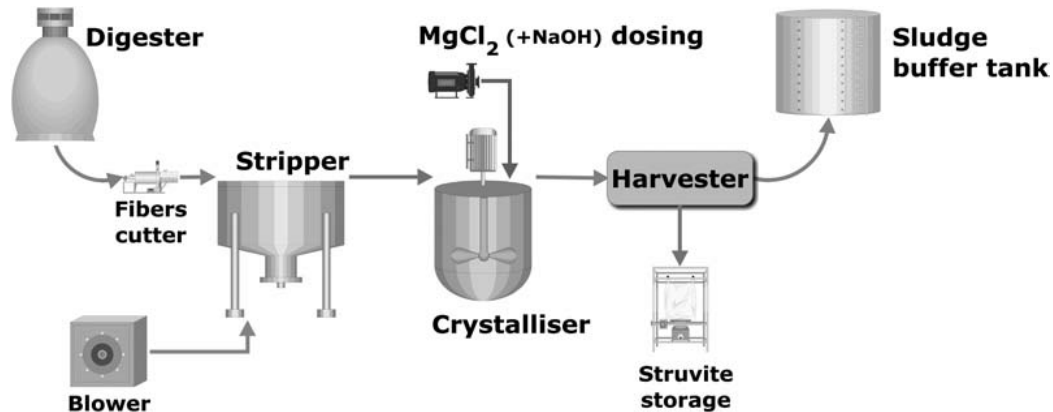 Digester
MgCl₂ (+NaOH) dosing
Sludge
buffer tank
Stripper
Fibers
cutter
Harvester
Crystalliser
Blower
Struvite
storage